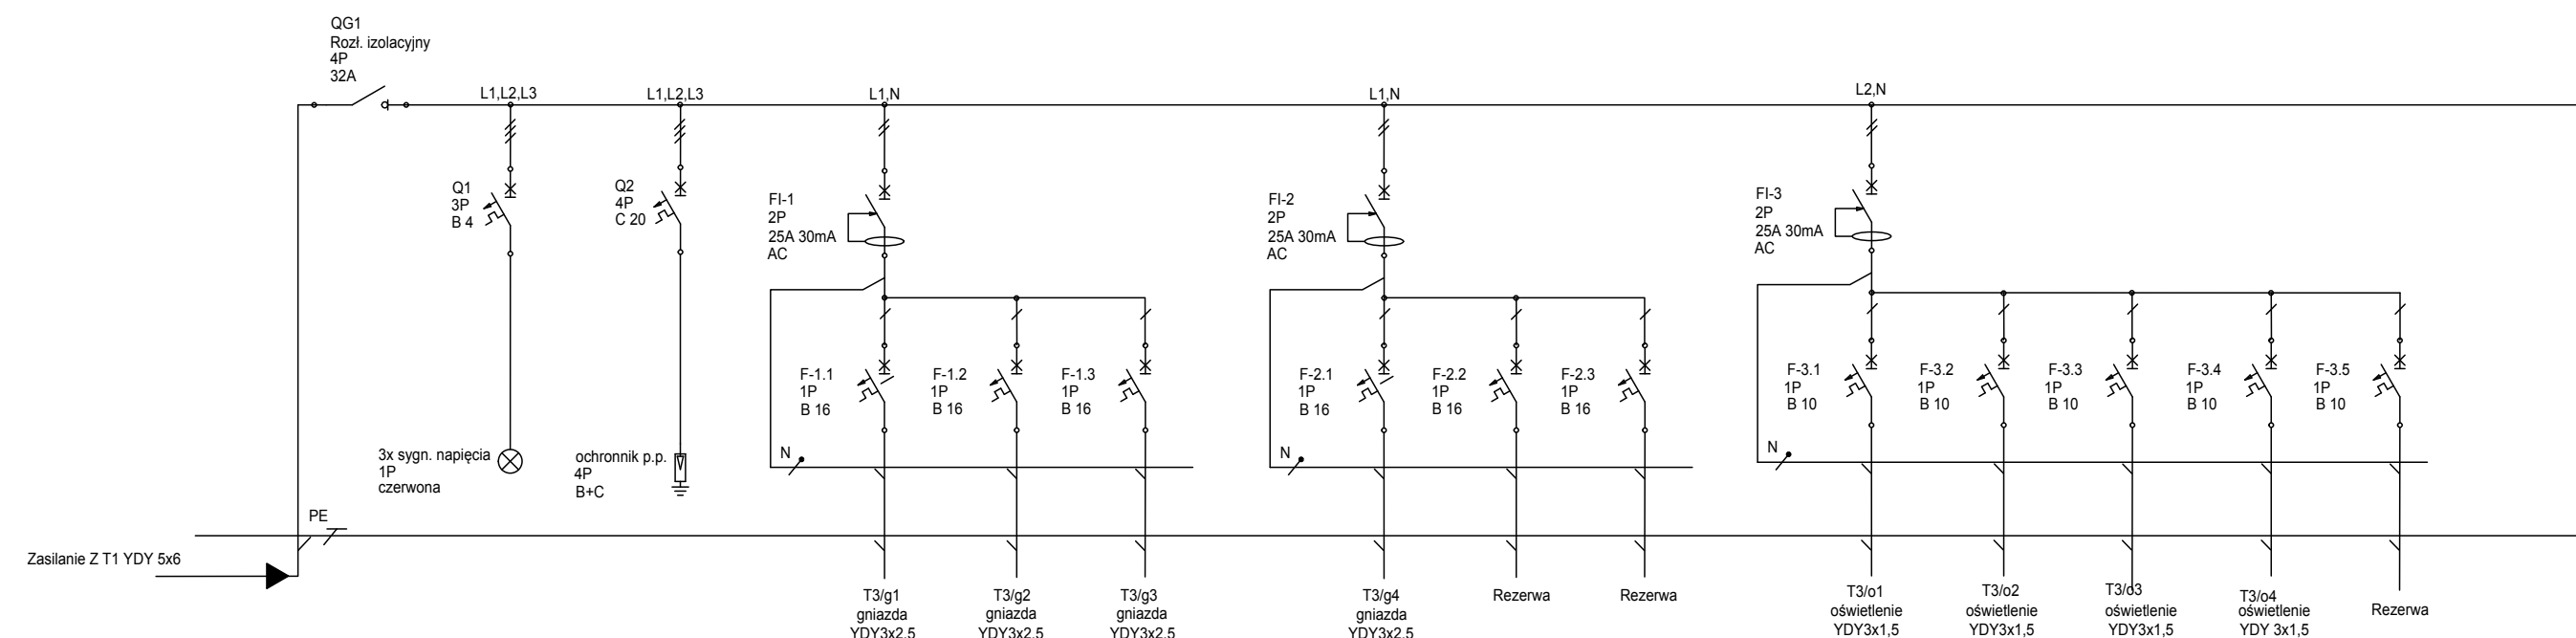 QG1
Rozł. izolacyjny
4P
32A
L1,L2,L3
L1,L2,L3
L1,N
L1,N
L2,N
Q1
3P
B 4
Q2
4P
C 20
FI-1
2P
25A 30mA
AC
FI-2
2P
25A 30mA
AC
FI-3
2P
25A 30mA
AC
F-1.1
1P
B 16
F-1.2
1P
B 16
F-1.3
1P
B 16
F-2.1
1P
B 16
F-2.2
1P
B 16
F-2.3
1P
B 16
F-3.1
1P
B 10
F-3.2
1P
B 10
F-3.3
1P
B 10
F-3.4
1P
B 10
F-3.5
1P
B 10
3x sygn. napięcia
1P
czerwona
ochronnik p.p.
4P
B+C
N
N
N
PE
Zasilanie Z T1 YDY 5x6
T3/g1
gniazda
YDY3x2,5
T3/g2
gniazda
YDY3x2,5
T3/g3
gniazda
YDY3x2,5
T3/g4
gniazda
YDY3x2,5
Rezerwa
Rezerwa
T3/o1
oświetlenie
YDY3x1,5
T3/o2
oświetlenie
YDY3x1,5
T3/o3
oświetlenie
YDY3x1,5
T3/o4
oświetlenie
YDY 3x1,5
Rezerwa